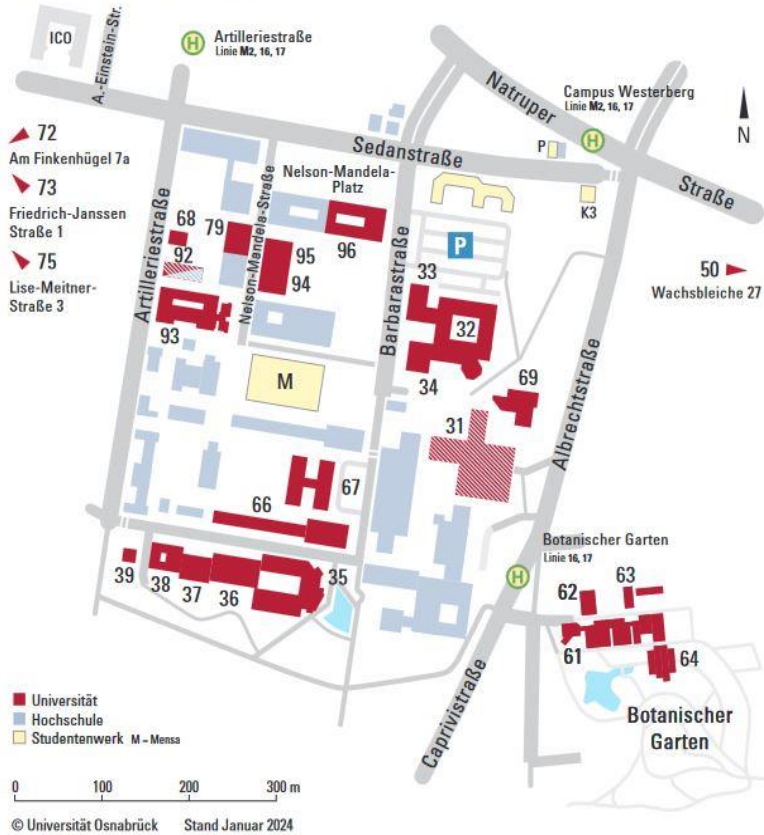 ICO
A.-Einstein-Str.
H
Artilleriestraße
Linie M2, 16, 17
Natruper
Straße
Campus Westerberg
Linie M2, 16, 17
H
N
72
Am Finkenhügel 7a
73
Friedrich-Janssen
Straße 1
75
Lise-Meitner-
Straße 3
Sedanstraße
P
K3
Nelson-Mandela-
Platz
Artilleriestraße
Nelson-Mandela-Straße
Barbarastraße
Albrechtstraße
P
68
79
92
95
94
96
93
33
32
34
50
Wachsbleiche 27
M
69
31
67
66
39
38
37
36
35
Botanischer Garten
Linie 16, 17
H
62
63
61
64
Caprivistraße
Botanischer
Garten
Universität
Hochschule
Studentenwerk M – Mensa
0 100 200 300 m
© Universität Osnabrück Stand Januar 2024